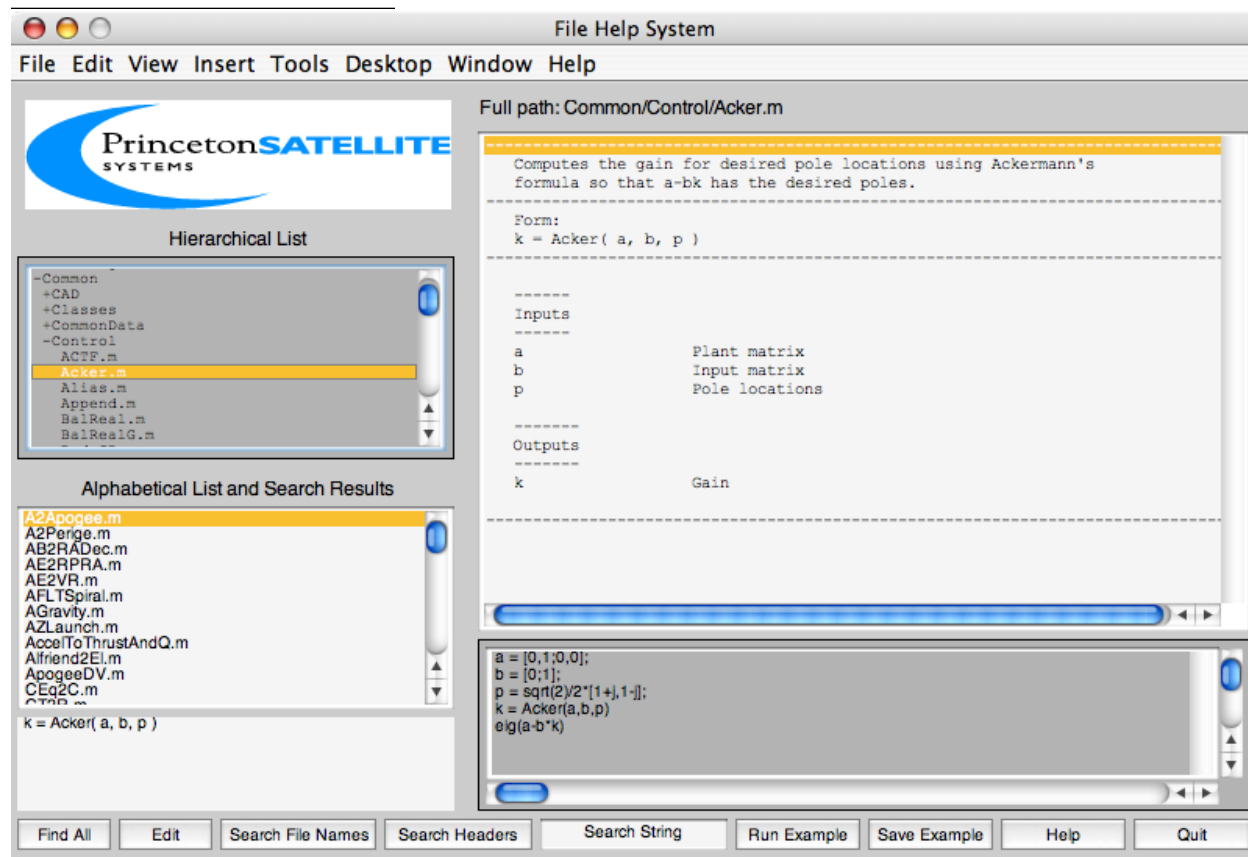 File Help System
File Edit View Insert Tools Desktop Window Help
PrincetonSATELLITE
SYSTEMS
Hierarchical List
-Common
+CAD
+Classes
+CommonData
-Control
ACTF.m
Acker.m
Alias.m
Append.m
BalReal.m
BalRealG.m
Alphabetical List and Search Results
A2Apogee.m
A2Perige.m
AB2RADec.m
AE2RPRA.m
AE2VR.m
AFLTSpiral.m
AGravity.m
AZLaunch.m
AccelToThrustAndQ.m
Alfriend2El.m
ApogeeDV.m
CEq2C.m
k = Acker( a, b, p )
Full path: Common/Control/Acker.m
-------------------------------------------------------------------------------
Computes the gain for desired pole locations using Ackermann's
formula so that a-bk has the desired poles.
-------------------------------------------------------------------------------
Form:
k = Acker( a, b, p )
-------------------------------------------------------------------------------
------
Inputs
------
a Plant matrix
b Input matrix
p Pole locations
-------
Outputs
-------
k Gain
-------------------------------------------------------------------------------
a = [0,1;0,0];
b = [0;1];
p = sqrt(2)/2*[1+j,1-j];
k = Acker(a,b,p)
eig(a-b*k)
Find All Edit Search File Names Search Headers Search String Run Example Save Example Help Quit